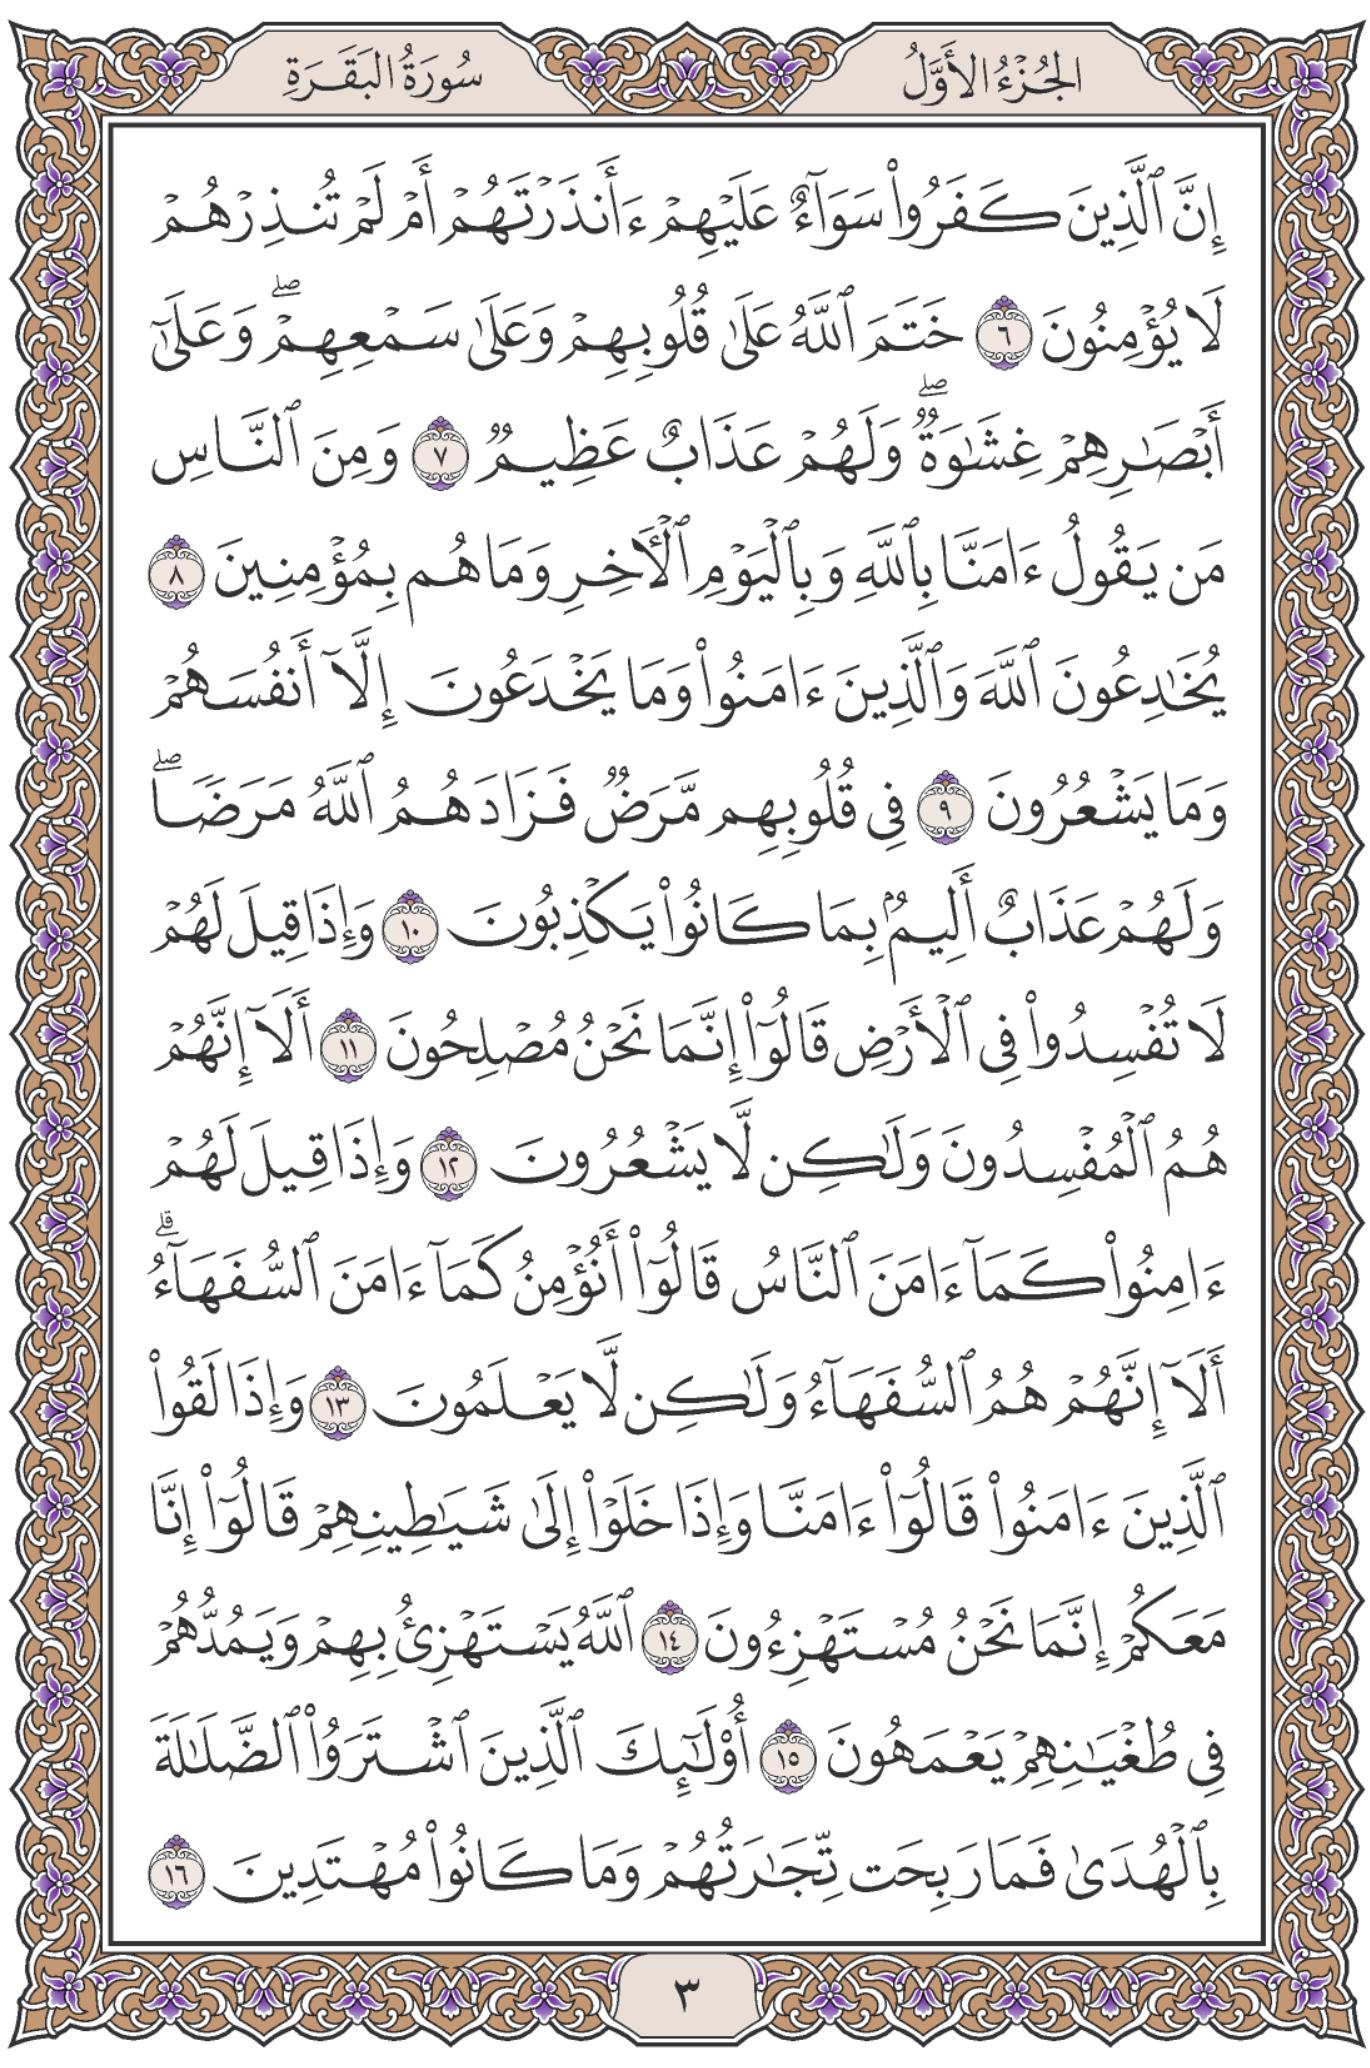 الجُزْءُ الأَوَّلُ
سُورَةُ البَقَرَةِ
إِنَّ ٱلَّذِينَ كَفَرُواْ سَوَآءٌ عَلَيْهِمْ ءَأَنذَرْتَهُمْ أَمْ لَمْ تُنذِرْهُمْ
لَا يُؤْمِنُونَ ٦ خَتَمَ ٱللَّهُ عَلَىٰ قُلُوبِهِمْ وَعَلَىٰ سَمْعِهِمْۖ وَعَلَىٰٓ
أَبْصَٰرِهِمْ غِشَٰوَةٞۖ وَلَهُمْ عَذَابٌ عَظِيمٞ ٧ وَمِنَ ٱلنَّاسِ
مَن يَقُولُ ءَامَنَّا بِٱللَّهِ وَبِٱلْيَوْمِ ٱلْأٓخِرِ وَمَا هُم بِمُؤْمِنِينَ ٨
يُخَٰدِعُونَ ٱللَّهَ وَٱلَّذِينَ ءَامَنُواْ وَمَا يَخْدَعُونَ إِلَّآ أَنفُسَهُمْ
وَمَا يَشْعُرُونَ ٩ فِي قُلُوبِهِم مَّرَضٞ فَزَادَهُمُ ٱللَّهُ مَرَضٗاۖ
وَلَهُمْ عَذَابٌ أَلِيمُۢ بِمَا كَانُواْ يَكْذِبُونَ ١٠ وَإِذَا قِيلَ لَهُمْ
لَا تُفْسِدُواْ فِي ٱلْأَرْضِ قَالُوٓاْ إِنَّمَا نَحْنُ مُصْلِحُونَ ١١ أَلَآ إِنَّهُمْ
هُمُ ٱلْمُفْسِدُونَ وَلَٰكِن لَّا يَشْعُرُونَ ١٢ وَإِذَا قِيلَ لَهُمْ
ءَامِنُواْ كَمَآ ءَامَنَ ٱلنَّاسُ قَالُوٓاْ أَنُؤْمِنُ كَمَآ ءَامَنَ ٱلسُّفَهَآءُۗ
أَلَآ إِنَّهُمْ هُمُ ٱلسُّفَهَآءُ وَلَٰكِن لَّا يَعْلَمُونَ ١٣ وَإِذَا لَقُواْ
ٱلَّذِينَ ءَامَنُواْ قَالُوٓاْ ءَامَنَّا وَإِذَا خَلَوْاْ إِلَىٰ شَيَٰطِينِهِمْ قَالُوٓاْ إِنَّا
مَعَكُمْ إِنَّمَا نَحْنُ مُسْتَهْزِءُونَ ١٤ ٱللَّهُ يَسْتَهْزِئُ بِهِمْ وَيَمُدُّهُمْ
فِي طُغْيَٰنِهِمْ يَعْمَهُونَ ١٥ أُوْلَٰٓئِكَ ٱلَّذِينَ ٱشْتَرَوُاْ ٱلضَّلَٰلَةَ
بِٱلْهُدَىٰ فَمَا رَبِحَت تِّجَٰرَتُهُمْ وَمَا كَانُواْ مُهْتَدِينَ ١٦
٣